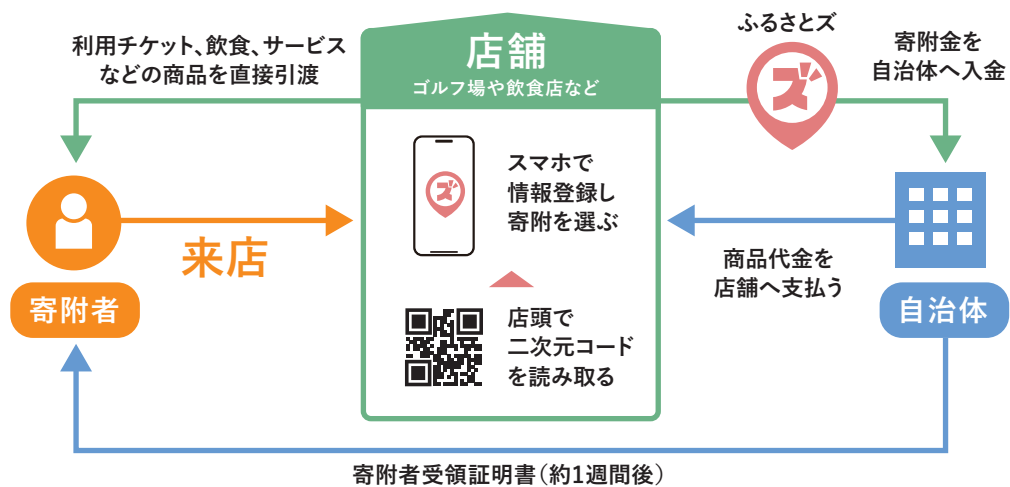 利用チケット、飲食、サービス
などの商品を直接引渡
店舗
ゴルフ場や飲食店など
ふるさとズ
ズ
寄附金を
自治体へ入金
スマホで
情報登録し
寄附を選ぶ
ズ
来店
寄附者
商品代金を
店舗へ支払う
自治体
店頭で
二次元コード
を読み取る
寄附者受領証明書（約1週間後）